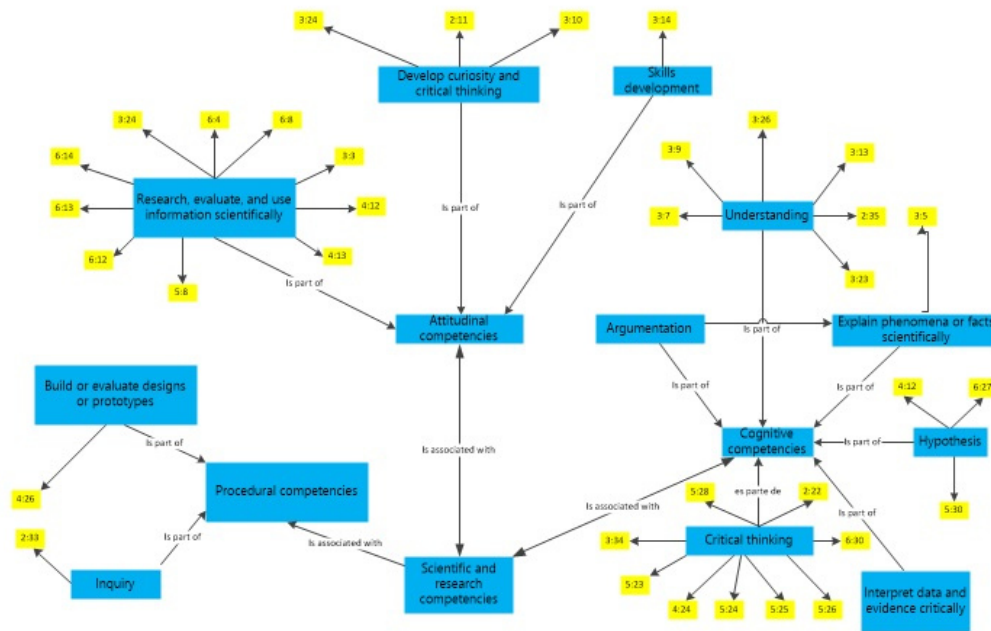 3:24
2:11
3:10
3:14
Develop curiosity and
critical thinking
Skills
development
3:24
6:4
6:8
6:14
3:3
Research, evaluate, and use
information scientifically
6:13
4:12
6:12
4:13
5:8
Is part of
Is part of
Is part of
3:26
3:9
3:13
3:7
Understanding
2:35
3:5
3:23
Attitudinal
competencies
Argumentation
Is part of
Explain phenomena or facts
scientifically
Is part of
Is part of
Build or evaluate designs
or prototypes
Is part of
4:26
2:33
Procedural competencies
Is part of
Inquiry
Is associated with
Is associated with
Scientific and
research
competencies
Is associated with
Cognitive
competencies
Is part of
4:12
6:27
Hypothesis
5:30
es parte de
5:28
2:22
3:34
Critical thinking
6:30
5:23
4:24
5:24
5:25
5:26
Is part of
Interpret data and
evidence critically